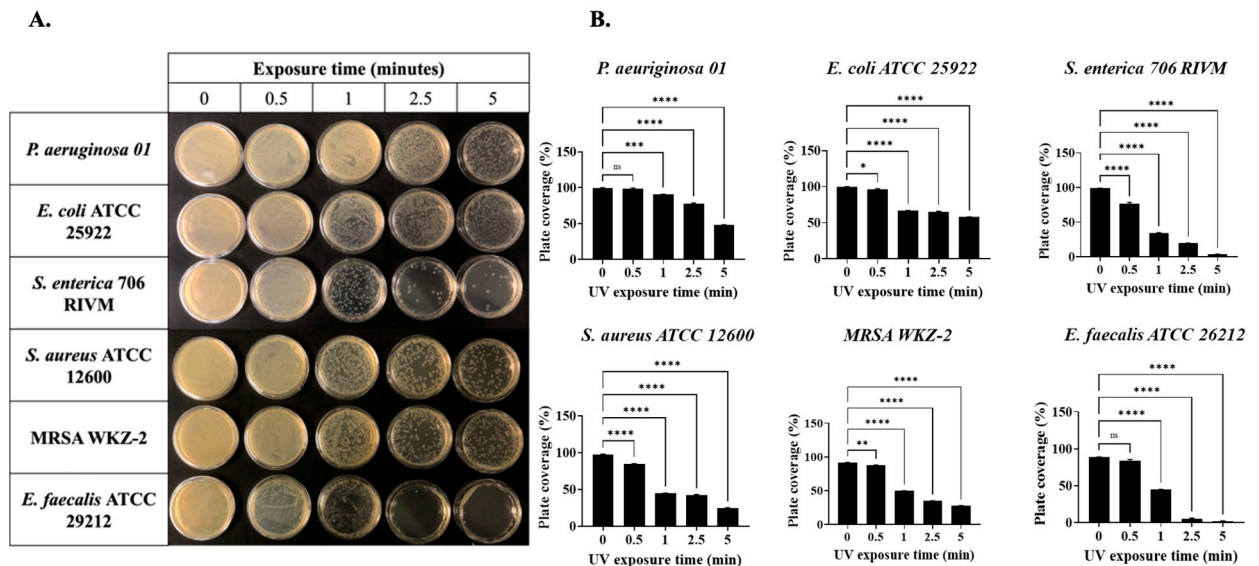 A.
Exposure time (minutes)
0 0.5 1 2.5 5
P. aeruginosa 01
E. coli ATCC
25922
S. enterica 706
RIVM
S. aureus ATCC
12600
MRSA WKZ-2
E. faecalis ATCC
29212
B.
P. aeuriginosa 01
Plate coverage (%)
150
100
50
0
ns
***
****
****
0 0.5 1 2.5 5
UV exposure time (min)
E. coli ATCC 25922
Plate coverage (%)
150
100
50
0
*
****
****
****
0 0.5 1 2.5 5
UV exposure time (min)
S. enterica 706 RIVM
Plate coverage (%)
150
100
50
0
****
****
****
****
0 0.5 1 2.5 5
UV exposure time (min)
S. aureus ATCC 12600
Plate coverage (%)
150
100
50
0
****
****
****
****
0 0.5 1 2.5 5
UV exposure time (min)
MRSA WKZ-2
Plate coverage (%)
150
100
50
0
**
****
****
****
0 0.5 1 2.5 5
UV exposure time (min)
E. faecalis ATCC 26212
Plate coverage (%)
150
100
50
0
ns
****
****
****
0 0.5 1 2.5 5
UV exposure time (min)